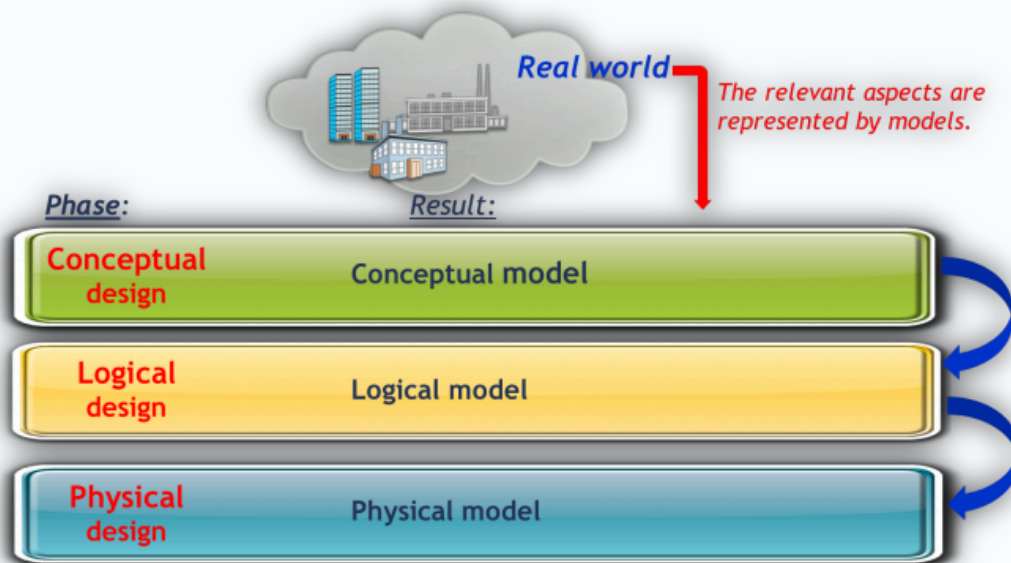 Real world
The relevant aspects are
represented by models.
Phase:
Result:
Conceptual
design
Conceptual model
Logical
design
Logical model
Physical
design
Physical model